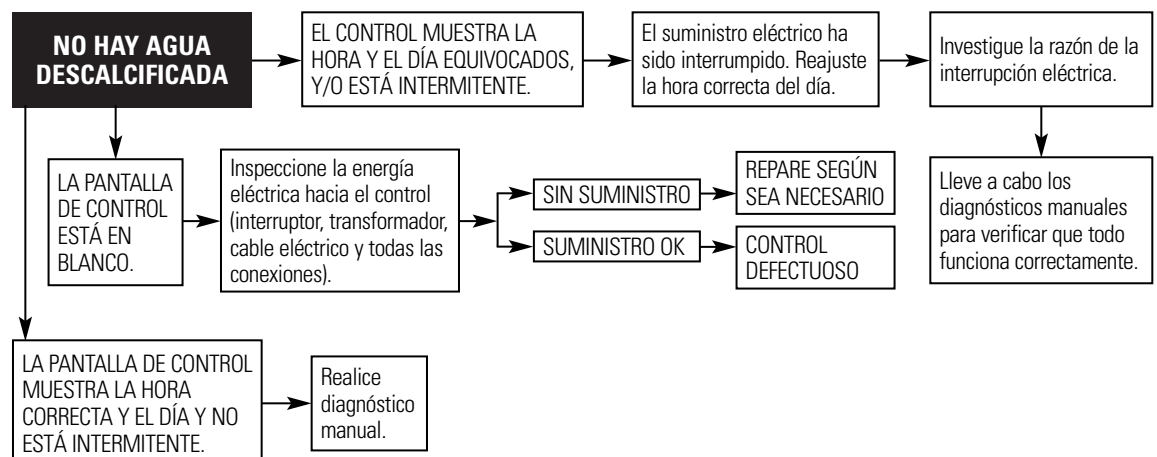 NO HAY AGUA
DESCALCIFICADA
EL CONTROL MUESTRA LA
HORA Y EL DÍA EQUIVOCADOS,
Y/O ESTÁ INTERMITENTE.
El suministro eléctrico ha
sido interrumpido. Reajuste
la hora correcta del día.
Investigue la razón de la
interrupción eléctrica.
Lleve a cabo los
diagnósticos manuales
para verificar que todo
funciona correctamente.
LA PANTALLA
DE CONTROL
ESTÁ EN
BLANCO.
Inspeccione la energía
eléctrica hacia el control
(interruptor, transformador,
cable eléctrico y todas las
conexiones).
SIN SUMINISTRO
REPARE SEGÚN
SEA NECESARIO
SUMINISTRO OK
CONTROL
DEFECTUOSO
LA PANTALLA DE CONTROL
MUESTRA LA HORA
CORRECTA Y EL DÍA Y NO
ESTÁ INTERMITENTE.
Realice
diagnóstico
manual.